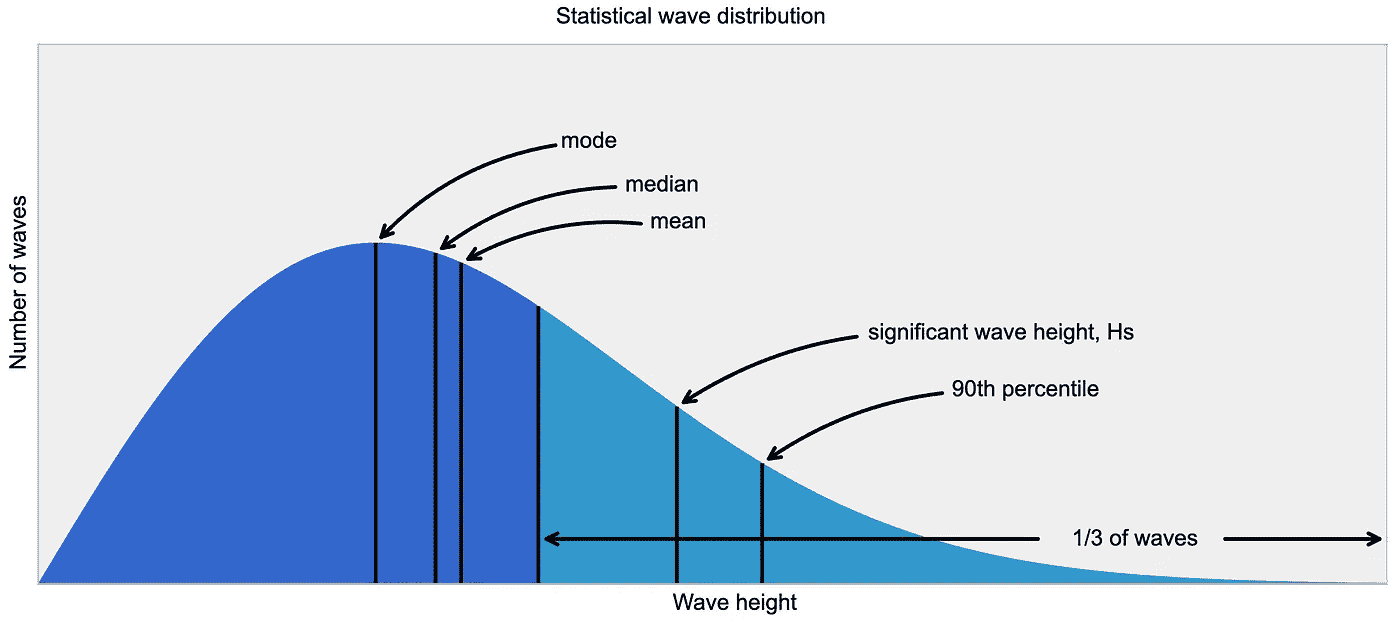 Statistical wave distribution
mode
median
mean
Number of waves
significant wave height, Hs
90th percentile
1/3 of waves
Wave height